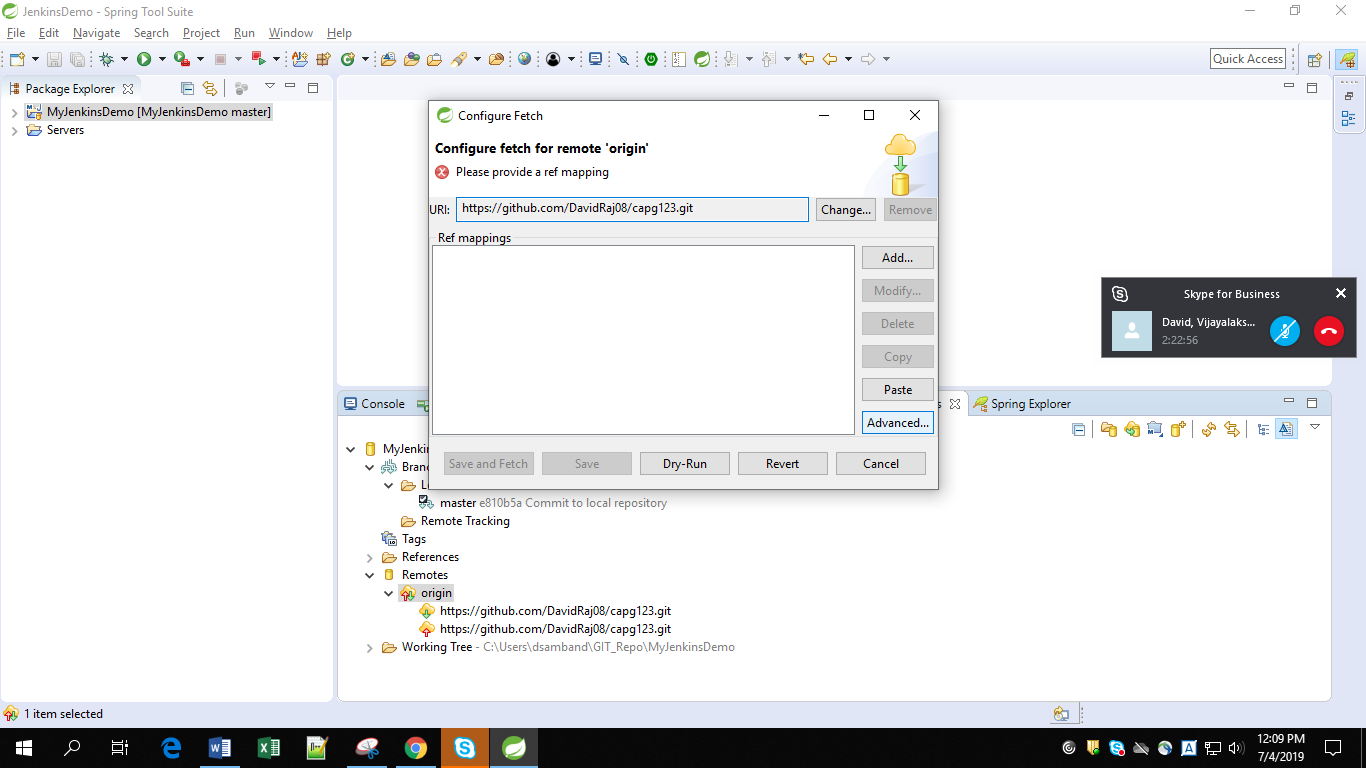 JenkinsDemo - Spring Tool Suite
File Edit Navigate Search Project Run Window Help
Quick Access
Package Explorer
MyJenkinsDemo [MyJenkinsDemo master]
Servers
Configure Fetch
Configure fetch for remote 'origin'
Please provide a ref mapping
URI: https://github.com/DavidRaj08/capg123.git Change... Remove
Ref mappings
Add...
Modify...
Delete
Copy
Paste
Advanced...
Save and Fetch Save Dry-Run Revert Cancel
Skype for Business
David, Vijayalaks...
2:22:56
Console
Spring Explorer
MyJenkin
Branc
master e810b5a Commit to local repository
Remote Tracking
Tags
References
Remotes
origin
https://github.com/DavidRaj08/capg123.git
https://github.com/DavidRaj08/capg123.git
Working Tree - C:\Users\dsamband\GIT_Repo\MyJenkinsDemo
1 item selected
12:09 PM
7/4/2019